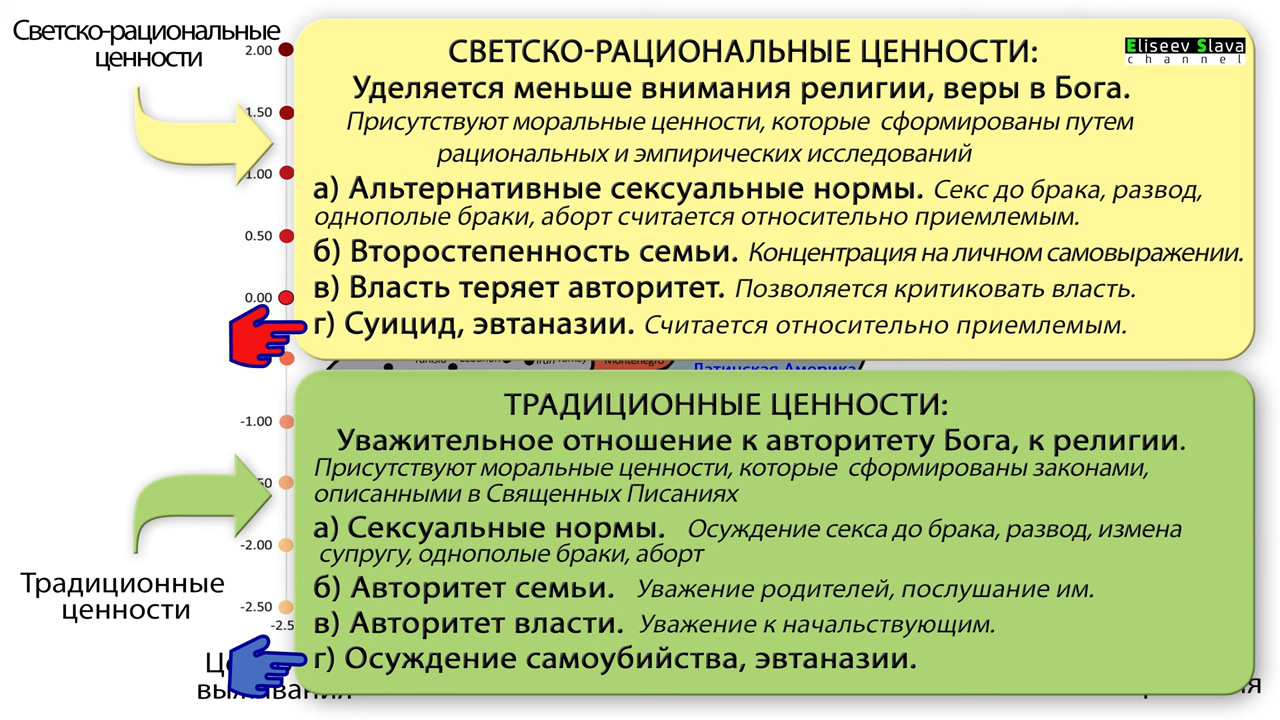 Светско-рациональные
ценности
2.00
1.50
1.00
0.50
0.00
-1.00
50
-2.00
-2.50
-2.5
Традиционные
ценности
выживания
СВЕТСКО-РАЦИОНАЛЬНЫЕ ЦЕННОСТИ:
Eliseev Slava
channel
Уделяется меньше внимания религии, веры в Бога.
Присутствуют моральные ценности, которые сформированы путем
рациональных и эмпирических исследований
а) Альтернативные сексуальные нормы. Секс до брака, развод,
однополые браки, аборт считается относительно приемлемым.
б) Второстепенность семьи. Концентрация на личном самовыражении.
в) Власть теряет авторитет. Позволяется критиковать власть.
г) Суицид, эвтаназии. Считается относительно приемлемым.
Montenegro
Латинская Америка
ТРАДИЦИОННЫЕ ЦЕННОСТИ:
Уважительное отношение к авторитету Бога, к религии.
Присутствуют моральные ценности, которые сформированы законами,
описанными в Священных Писаниях
а) Сексуальные нормы. Осуждение секса до брака, развод, измена
супругу, однополые браки, аборт
б) Авторитет семьи. Уважение родителей, послушание им.
в) Авторитет власти. Уважение к начальствующим.
г) Осуждение самоубийства, эвтаназии.